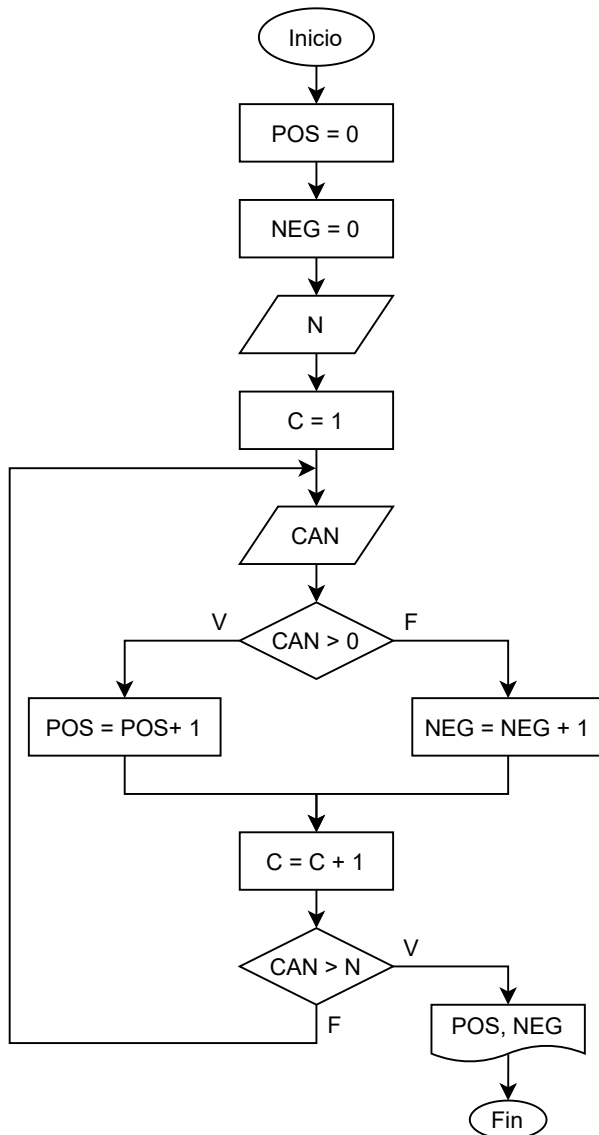 Inicio
POS = 0
NEG = 0
N
C = 1
CAN
CAN > 0
V
F
POS = POS+ 1
NEG = NEG + 1
C = C + 1
CAN > N
V
F
POS, NEG
Fin